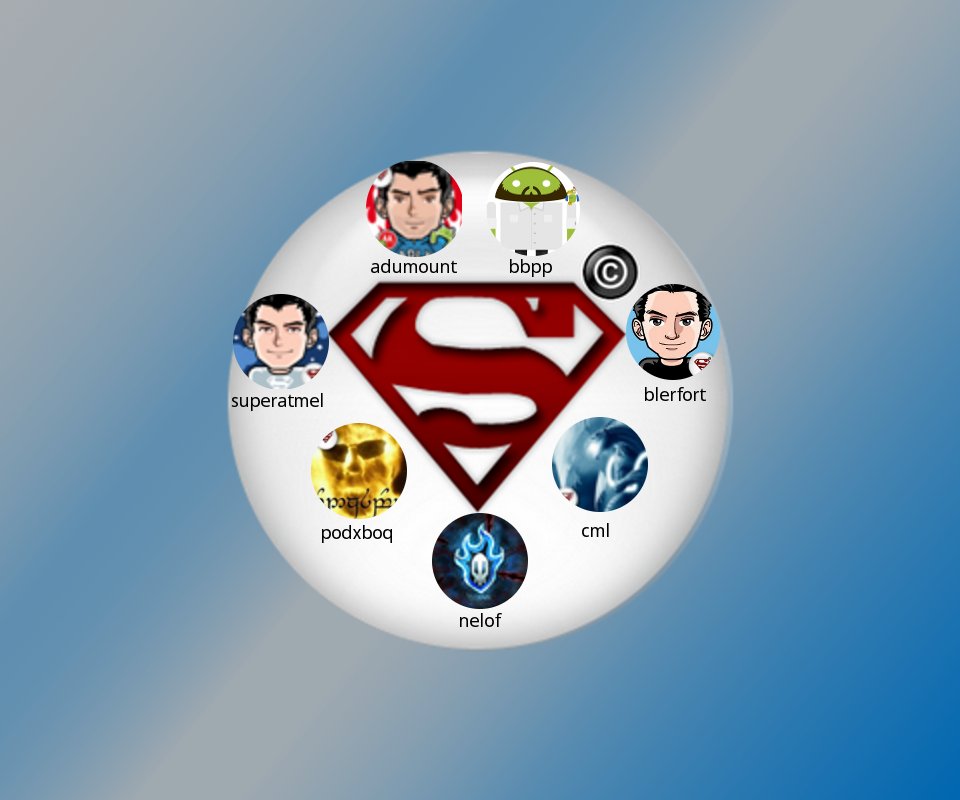 adumount
bbpp
©
blerfort
superatmel
podxboq
cml
nelof
S